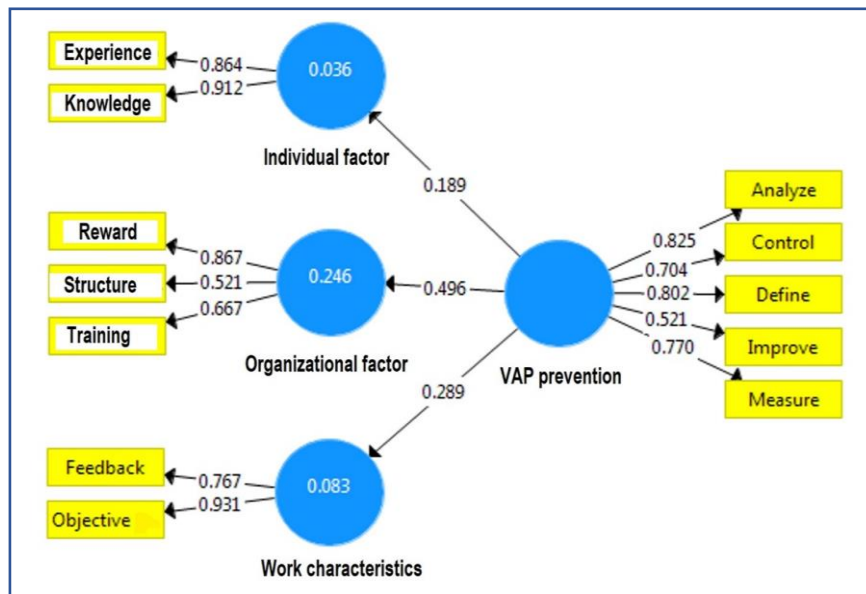 Experience
Knowledge
0.864
0.912
0.036
Individual factor
0.189
Reward
Structure
Training
0.867
0.521
0.667
0.246
Organizational factor
0.496
VAP prevention
0.289
Feedback
Objective
0.767
0.931
0.083
Work characteristics
0.825
0.704
0.802
0.521
0.770
Analyze
Control
Define
Improve
Measure